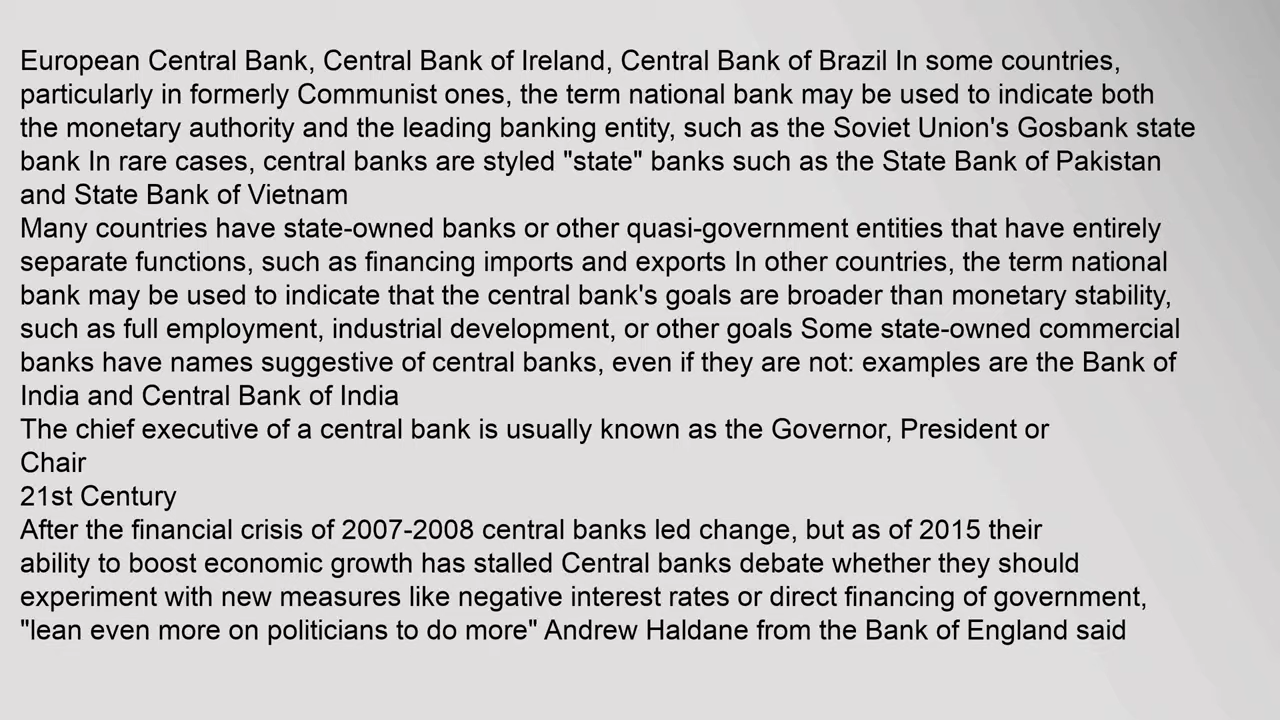 European Central Bank, Central Bank of Ireland, Central Bank of Brazil In some countries,
particularly in formerly Communist ones, the term national bank may be used to indicate both
the monetary authority and the leading banking entity, such as the Soviet Union's Gosbank state
bank In rare cases, central banks are styled "state" banks such as the State Bank of Pakistan
and State Bank of Vietnam
Many countries have state-owned banks or other quasi-government entities that have entirely
separate functions, such as financing imports and exports In other countries, the term national
bank may be used to indicate that the central bank's goals are broader than monetary stability,
such as full employment, industrial development, or other goals Some state-owned commercial
banks have names suggestive of central banks, even if they are not: examples are the Bank of
India and Central Bank of India
The chief executive of a central bank is usually known as the Governor, President or
Chair
21st Century
After the financial crisis of 2007-2008 central banks led change, but as of 2015 their
ability to boost economic growth has stalled Central banks debate whether they should
experiment with new measures like negative interest rates or direct financing of government,
"lean even more on politicians to do more" Andrew Haldane from the Bank of England said